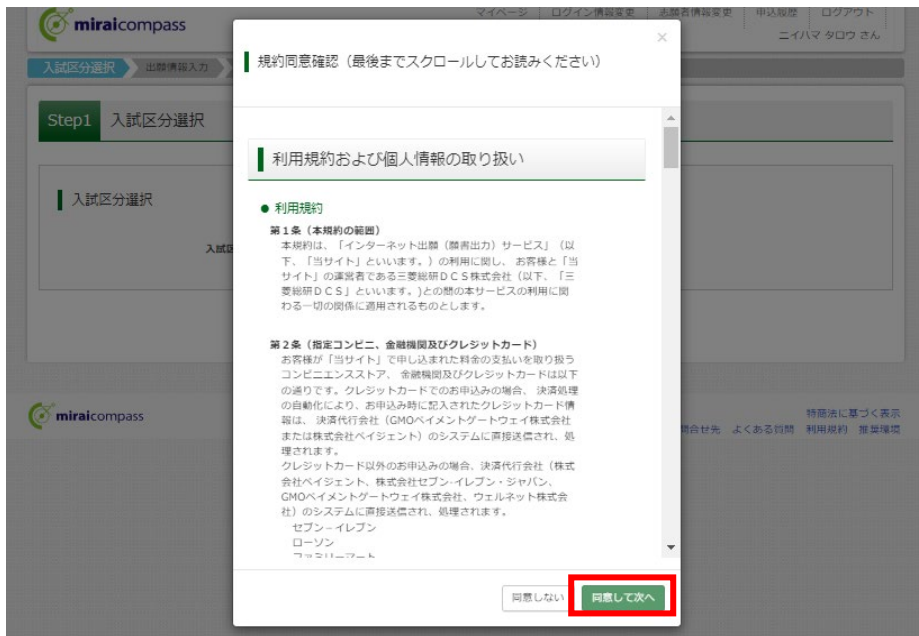 miraicompass
マイページ ログイン情報変更 志願者情報変更 申込履歴 ログアウト
ニイハマ タロウ さん
入試区分選択 出願情報入力
Step1 入試区分選択
入試区分選択
入試区
規約同意確認（最後までスクロールしてお読みください）
×
利用規約および個人情報の取り扱い
● 利用規約
第１条（本規約の範囲）
本規約は、「インターネット出願（願書出力）サービス」（以
下、「当サイト」といいます。）の利用に関し、 お客様と「当
サイト」の運営者である三菱総研ＤＣＳ株式会社（以下、「三
菱総研ＤＣＳ」といいます。)との間の本サービスの利用に関
わる一切の関係に適用されるものとします。
第２条（指定コンビニ、金融機関及びクレジットカード）
お客様が「当サイト」で申し込まれた料金の支払いを取り扱う
コンビニエンスストア、 金融機関及びクレジットカードは以下
の通りです。クレジットカードでのお申込みの場合、 決済処理
の自動化により、お申込み時に記入されたクレジットカード情
報は、 決済代行会社（GMOペイメントゲートウェイ株式会社
または株式会社ペイジェント）のシステムに直接送信され、処
理されます。
クレジットカード以外のお申込みの場合、決済代行会社（株式
会社ペイジェント、株式会社セブン‐イレブン・ジャパン、
GMOペイメントゲートウェイ株式会社、ウェルネット株式会
社）のシステムに直接送信され、処理されます。
セブン－イレブン
ローソン
ファミリーマート
同意しない 同意して次へ
miraicompass
特商法に基づく表示
問合せ先 よくある質問 利用規約 推奨環境